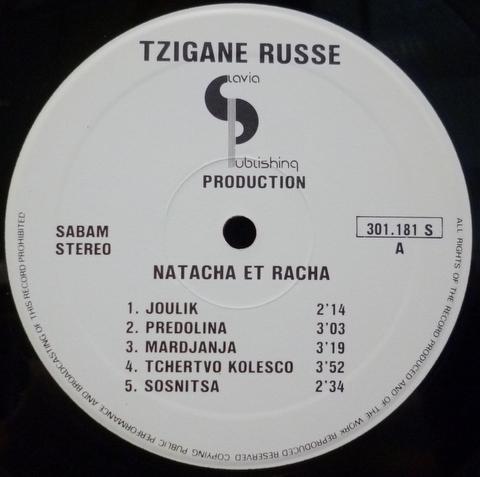 TZIGANE RUSSE
Slavia
Publishing
PRODUCTION
SABAM
STEREO
301.181 S
A
NATACHA ET RACHA
1. JOULIK 2'14
2. PREDOLINA 3'03
3. MARDJANJA 3'19
4. TCHERTVO KOLESCO 3'52
5. SOSNITSA 2'34
ALL RIGHTS OF THE RECORD PRODUCED AND OF THE WORK REPRODUCED RESERVED COPYING PUBLIC PERFORMANCE AND BROADCASTING OF THIS RECORD PROHIBITED